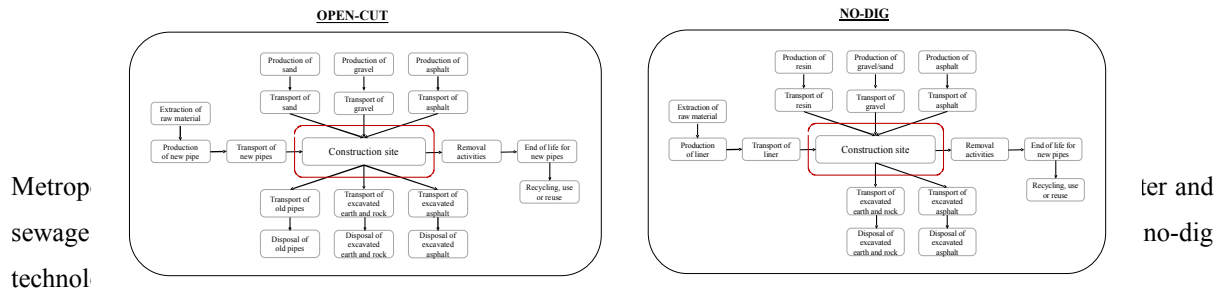 OPEN-CUT
Production of
sand
Production of
gravel
Production of
asphalt
Transport of
sand
Transport of
gravel
Transport of
asphalt
Extraction of
raw material
Production
of new pipe
Transport of
new pipes
Construction site
Removal
activities
End of life for
new pipes
Recycling, use
or reuse
Transport of
old pipes
Transport of
excavated
earth and rock
Transport of
excavated
asphalt
Disposal of
old pipes
Disposal of
excavated
earth and rock
Disposal of
excavated
asphalt
NO-DIG
Production of
resin
Production of
gravel/sand
Production of
asphalt
Transport of
resin
Transport of
gravel
Transport of
asphalt
Extraction of
raw material
Production
of liner
Transport of
liner
Construction site
Removal
activities
End of life for
new pipes
Recycling, use
or reuse
Transport of
excavated
earth and rock
Transport of
excavated
asphalt
Disposal of
excavated
earth and rock
Disposal of
excavated
asphalt
and
sewage no-dig